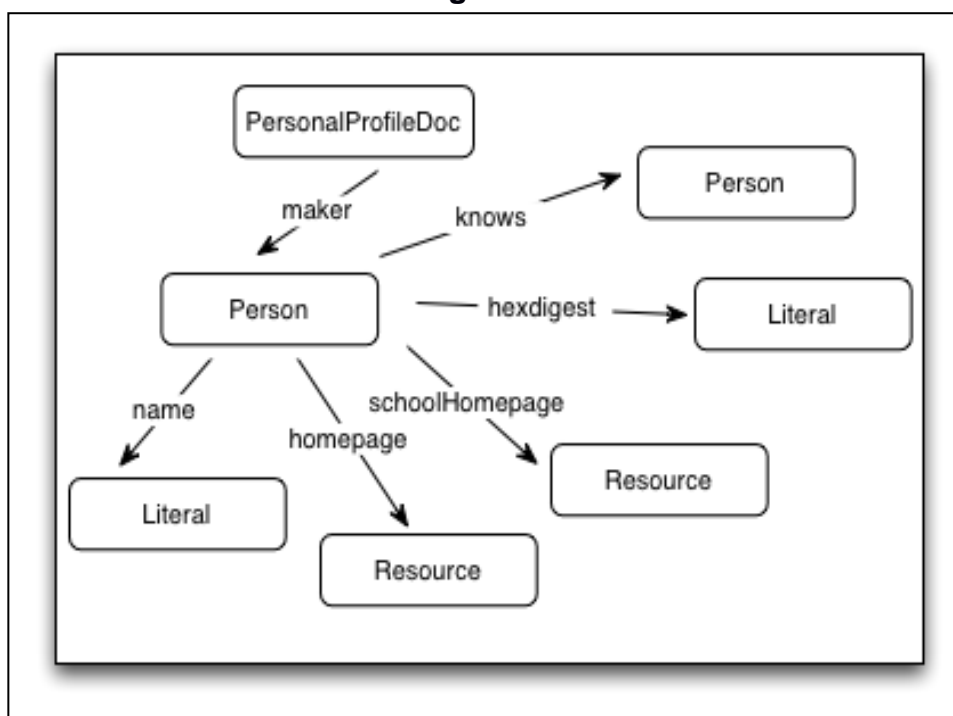 PersonalProfileDoc
Person
maker
knows
Person
hexdigest
Literal
schoolHomepage
name
homepage
Resource
Literal
Resource